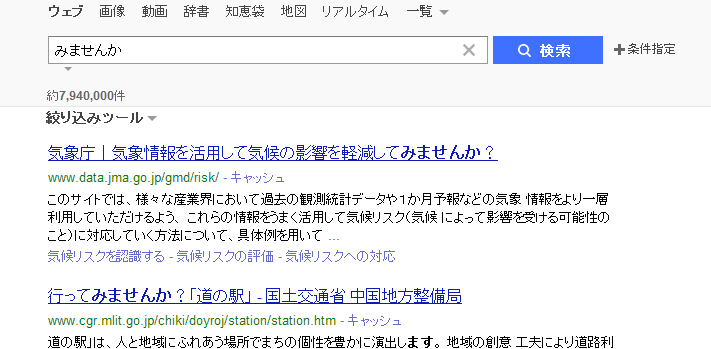 ウェブ 画像 動画 辞書 知恵袋 地図 リアルタイム 一覧
みませんか 検索 +条件指定
約7,940,000件
絞り込みツール
気象庁｜気象情報を活用して気候の影響を軽減してみませんか？
www.data.jma.go.jp/gmd/risk/ - キャッシュ
このサイトでは、様々な産業界において過去の観測統計データや1か月予報などの気象 情報をより一層
利用していただけるよう、これらの情報をうまく活用して気候リスク(気候 によって影響を受ける可能性の
こと)に対応していく方法について、具体例を用いて ...
気候リスクを認識する - 気候リスクの評価 - 気候リスクへの対応
行ってみませんか？「道の駅」 - 国土交通省 中国地方整備局
www.cgr.mlit.go.jp/chiki/doyroj/station/station.htm - キャッシュ
道の駅」は、人と地域にふれあう場所でまちの個性を豊かに演出します。 地域の創意 工夫により道路利